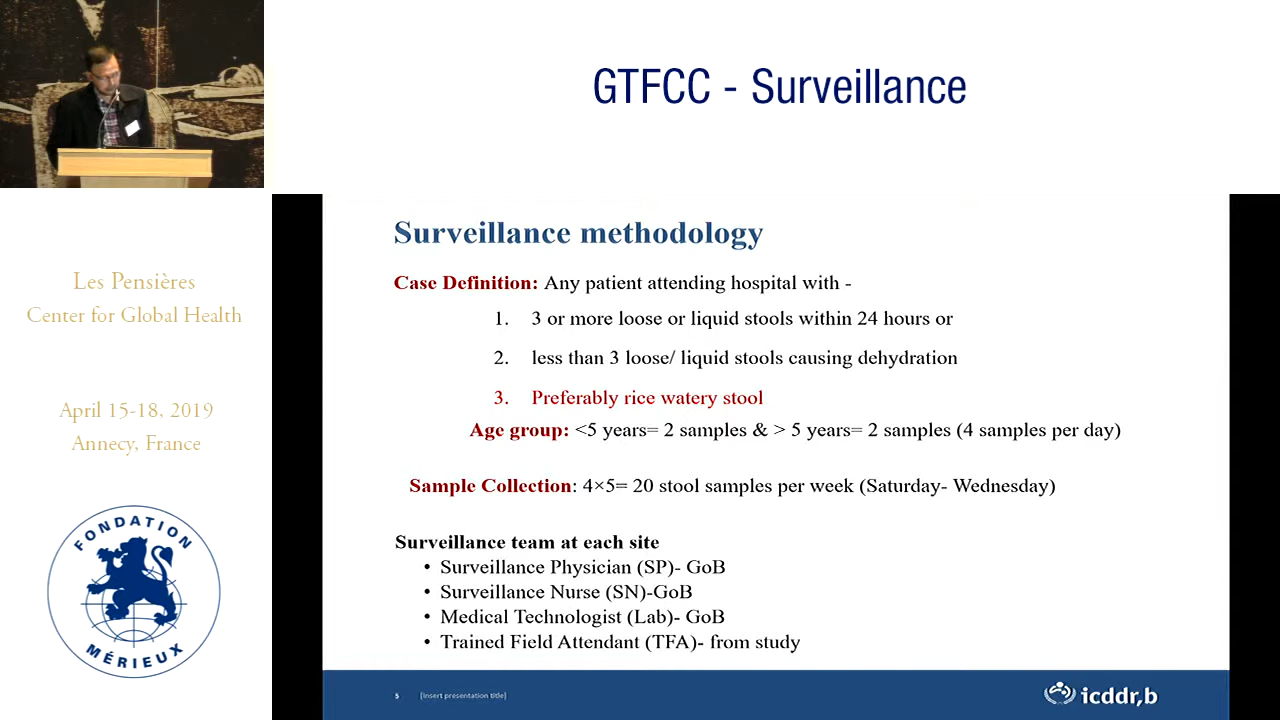 GTFCC - Surveillance
Les Pensières
Center for Global Health
April 15-18, 2019
Annecy, France
FONDATION
MÉRIEUX
Surveillance methodology
Case Definition: Any patient attending hospital with -
1. 3 or more loose or liquid stools within 24 hours or
2. less than 3 loose/ liquid stools causing dehydration
3. Preferably rice watery stool
Age group: <5 years= 2 samples & > 5 years= 2 samples (4 samples per day)
Sample Collection: 4×5= 20 stool samples per week (Saturday- Wednesday)
Surveillance team at each site
• Surveillance Physician (SP)- GoB
• Surveillance Nurse (SN)-GoB
• Medical Technologist (Lab)- GoB
• Trained Field Attendant (TFA)- from study
5 [Insert presentation title]
icddr,b